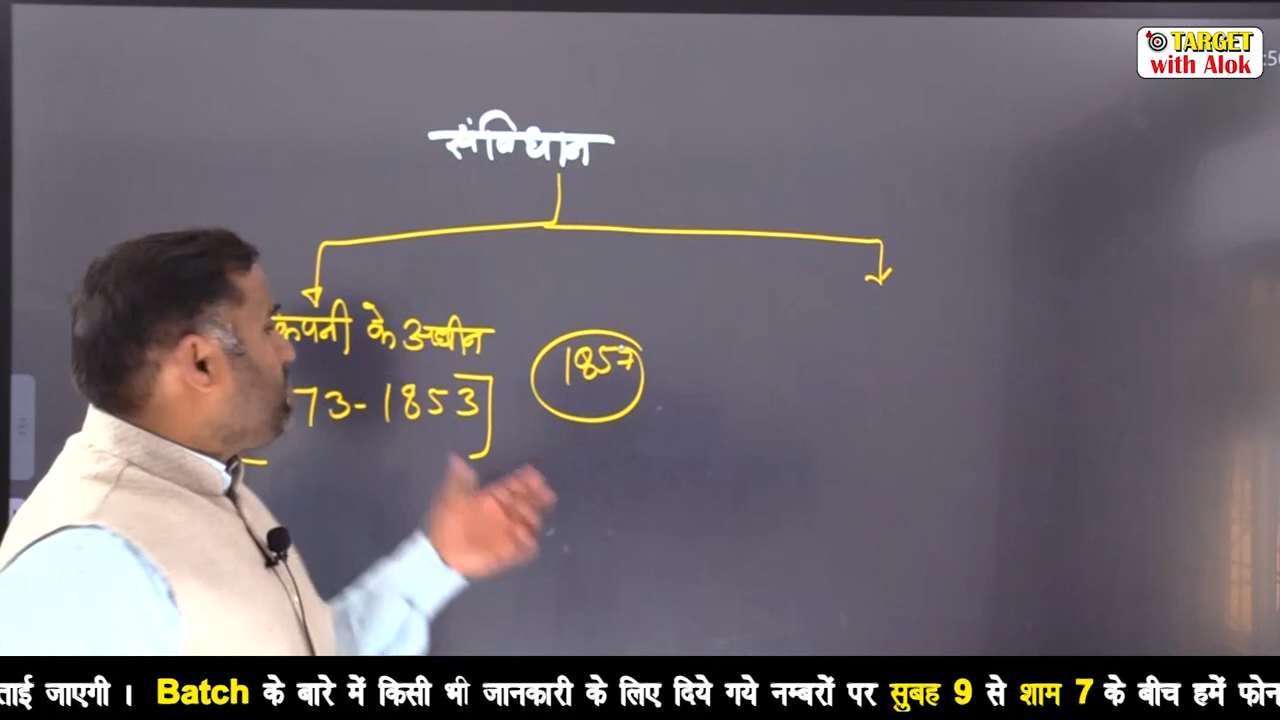 TARGET
with Alok
संविधान
कंपनी के अधीन
73-1853]
1857
ताई जाएगी । Batch के बारे में किसी भी जानकारी के लिए दिये गये नम्बरों पर सुबह 9 से शाम 7 के बीच हमें फोन